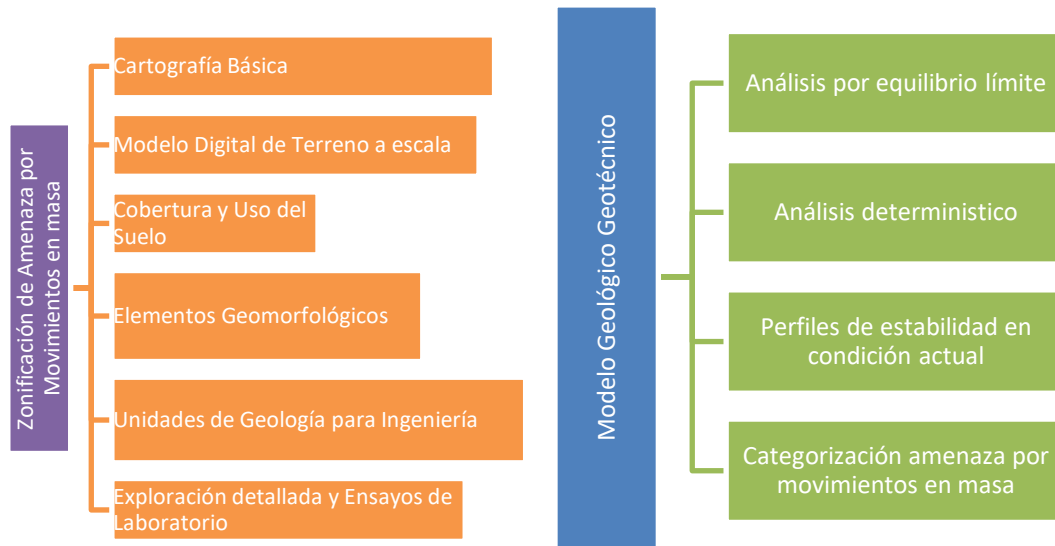 Zonificación de Amenaza por
Movimientos en masa
Cartografía Básica
Modelo Digital de Terreno a escala
Cobertura y Uso del
Suelo
Elementos Geomorfológicos
Unidades de Geología para Ingeniería
Exploración detallada y Ensayos de
Laboratorio
Modelo Geológico Geotécnico
Análisis por equilibrio límite
Análisis deterministico
Perfiles de estabilidad en
condición actual
Categorización amenaza por
movimientos en masa